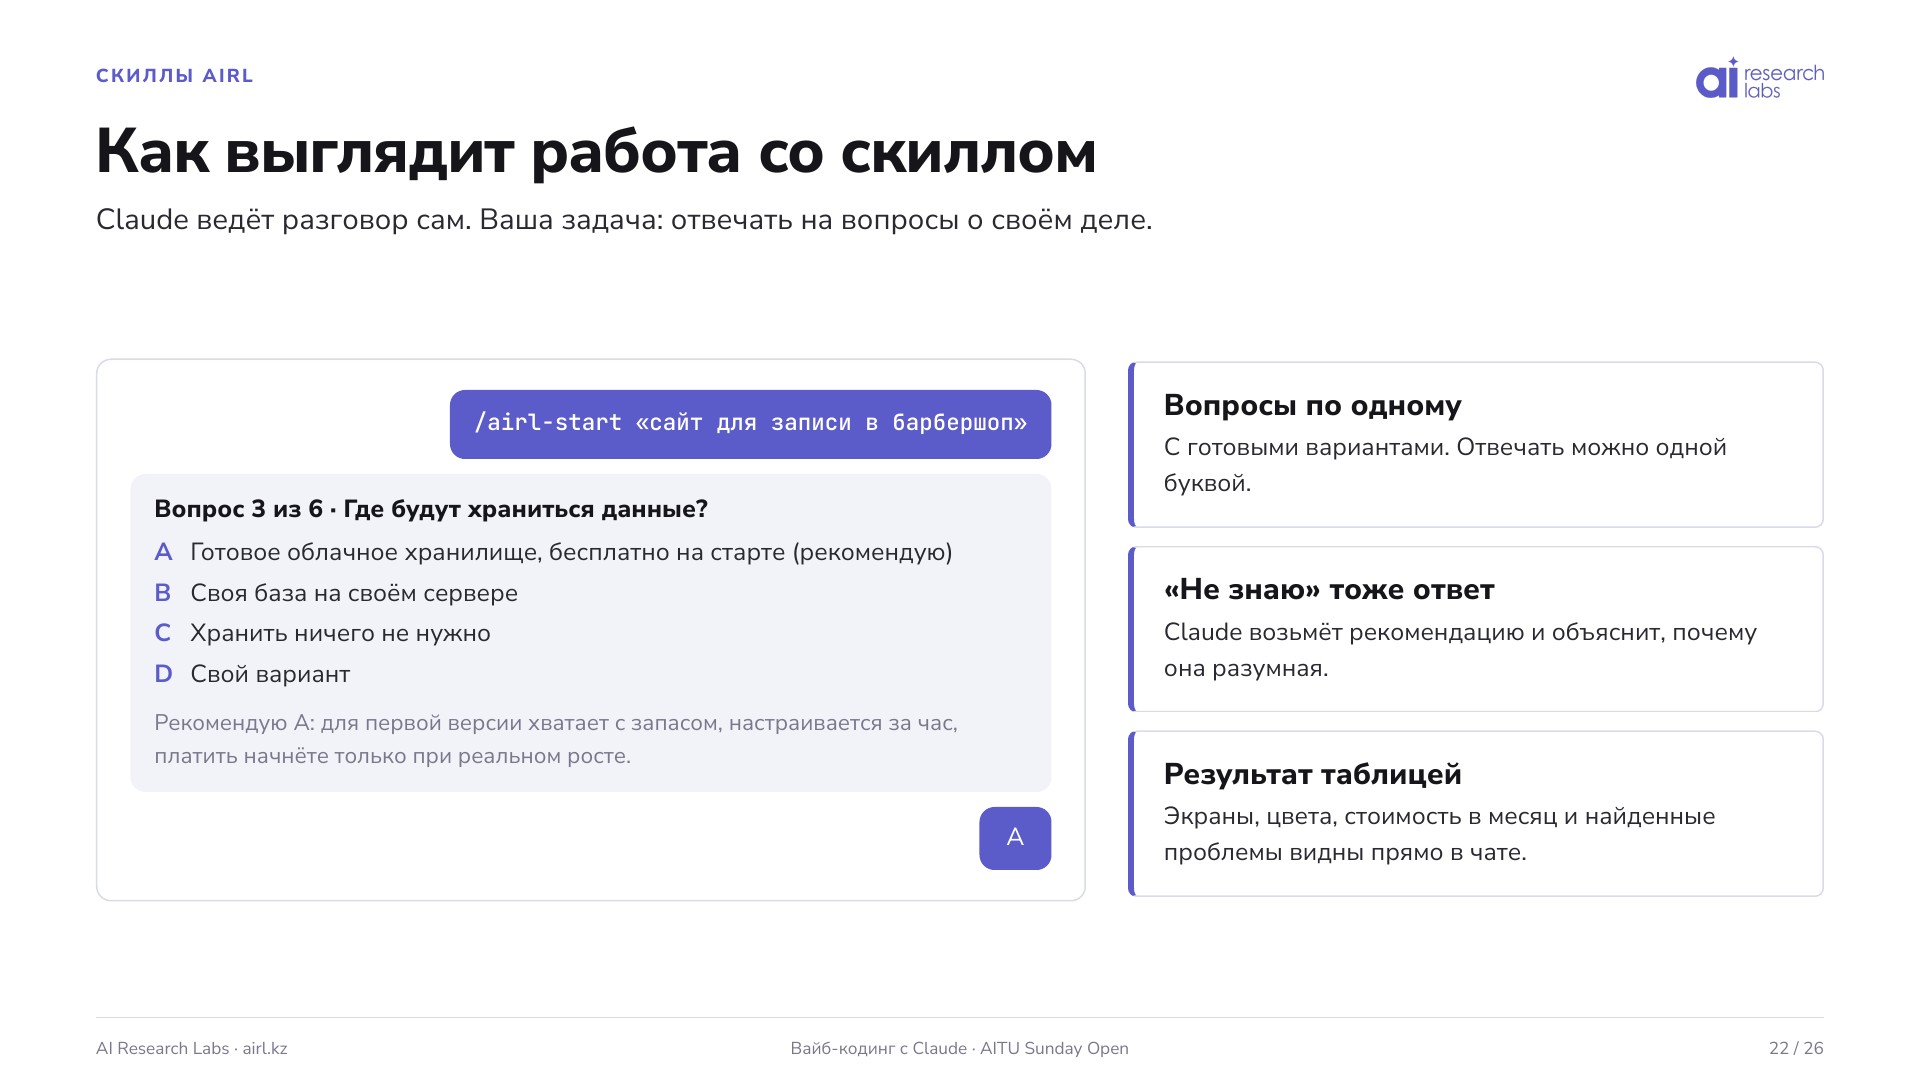 СКИЛЛЫ AIRL
ai research
labs
Как выглядит работа со скиллом
Claude ведёт разговор сам. Ваша задача: отвечать на вопросы о своём деле.
/airl-start «сайт для записи в барбершоп»
Вопрос 3 из 6 · Где будут храниться данные?
A Готовое облачное хранилище, бесплатно на старте (рекомендую)
B Своя база на своём сервере
C Хранить ничего не нужно
D Свой вариант
Рекомендую A: для первой версии хватает с запасом, настраивается за час,
платить начнёте только при реальном росте.
A
Вопросы по одному
С готовыми вариантами. Отвечать можно одной
буквой.
«Не знаю» тоже ответ
Claude возьмёт рекомендацию и объяснит, почему
она разумная.
Результат таблицей
Экраны, цвета, стоимость в месяц и найденные
проблемы видны прямо в чате.
AI Research Labs · airl.kz
Вайб-кодинг с Claude · AITU Sunday Open
22 / 26